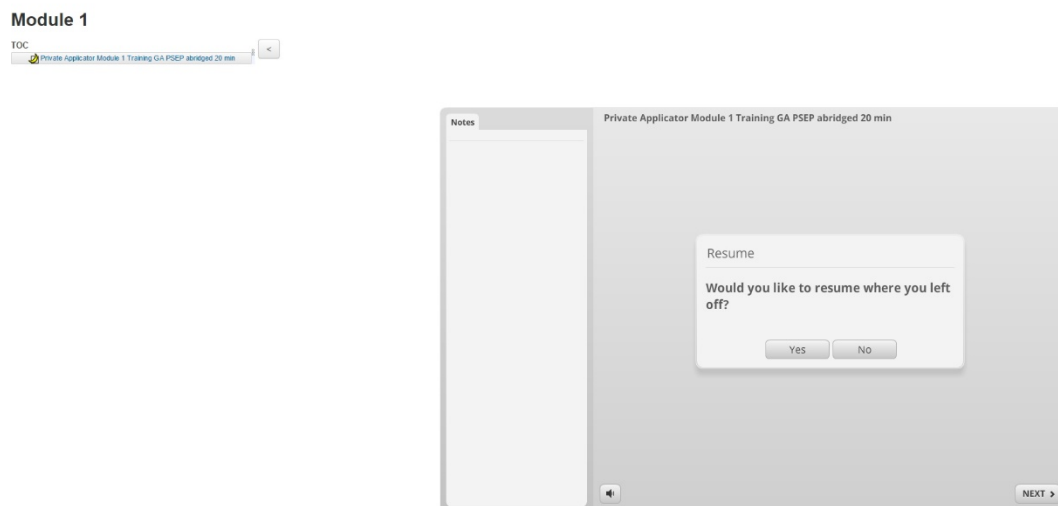 Module 1
TOC
Private Applicator Module 1 Training GA PSEP abridged 20 min
<
Notes
Private Applicator Module 1 Training GA PSEP abridged 20 min
Resume
Would you like to resume where you left
off?
Yes No
NEXT >